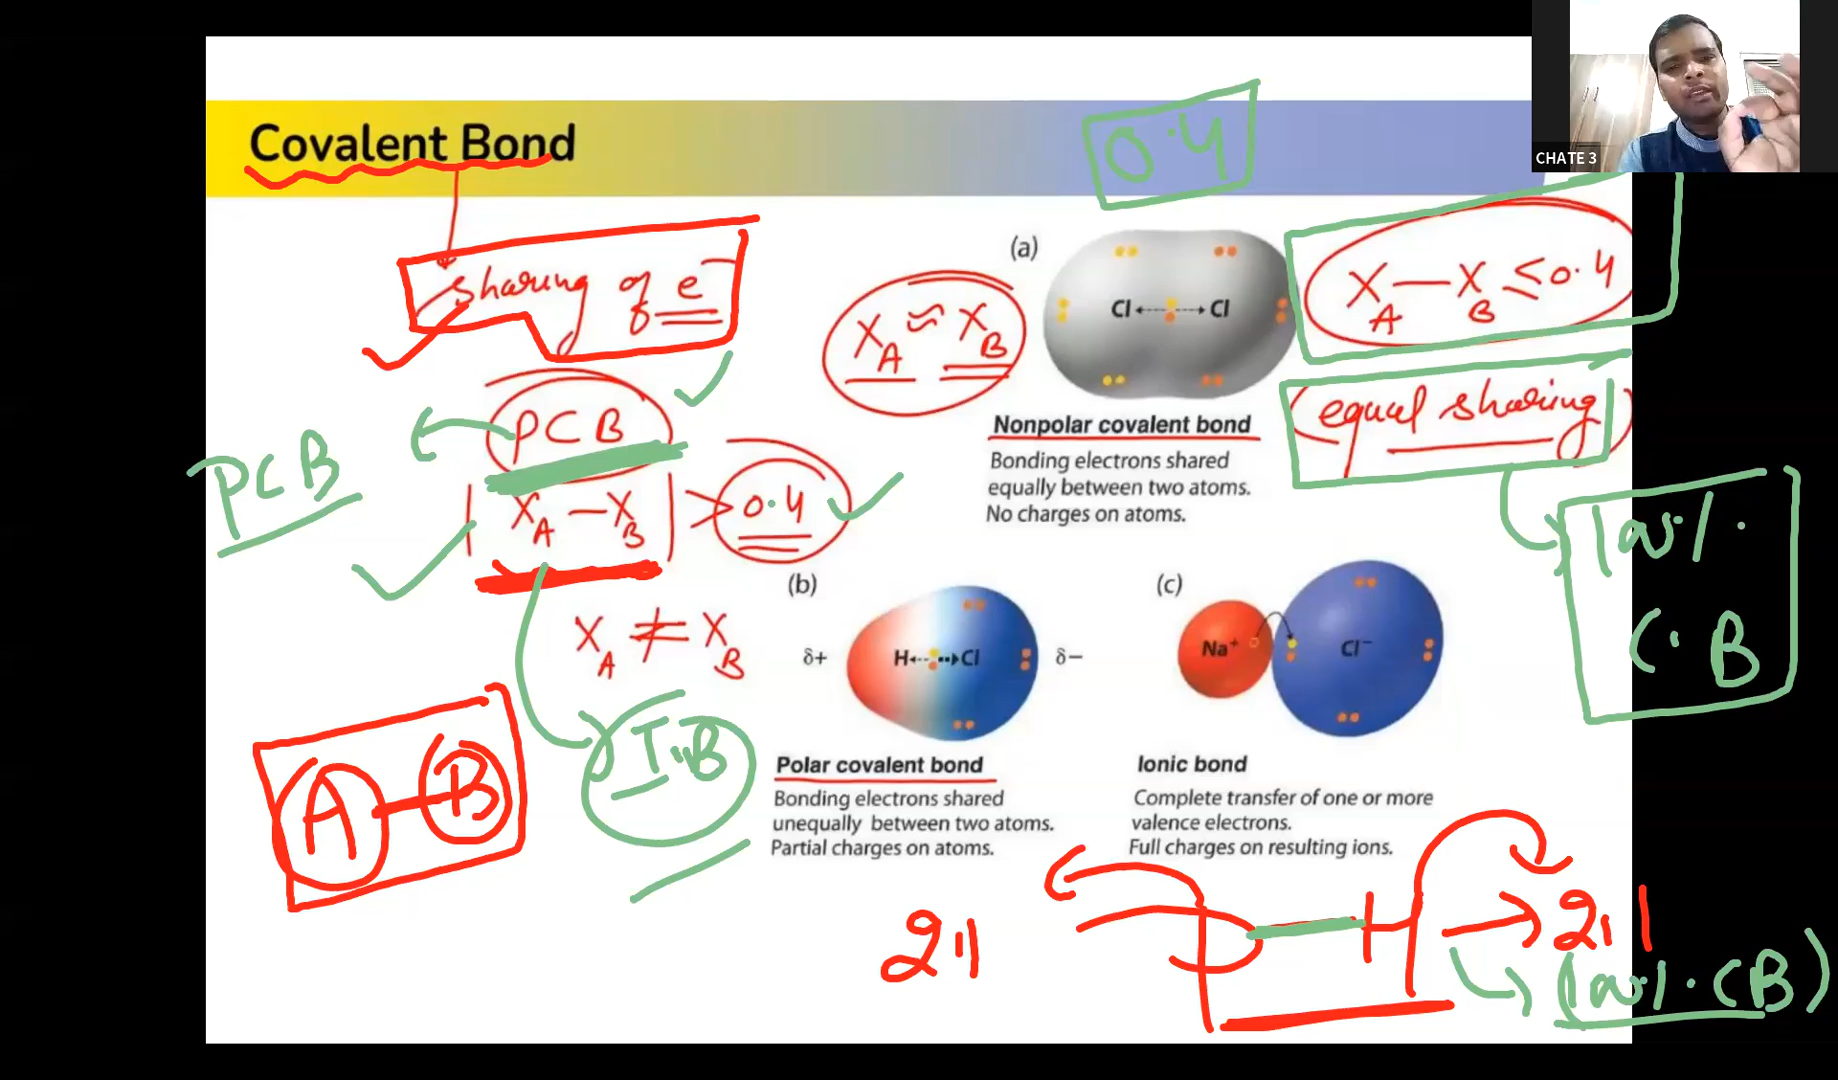 CHATE 3
Covalent Bond
0.4
sharing of e⁻
(a)
Cl Cl
X_A ≈ X_B
X_A — X_B ≤ 0.4
(equal sharing)
PCB
PCB
| X_A — X_B | > 0.4
Nonpolar covalent bond
Bonding electrons shared
equally between two atoms.
No charges on atoms.
100%.
C.B
X_A ≠ X_B
(b)
δ+ H Cl δ−
(c)
Na⁺ Cl⁻
A — B
I.B
Polar covalent bond
Bonding electrons shared
unequally between two atoms.
Partial charges on atoms.
Ionic bond
Complete transfer of one or more
valence electrons.
Full charges on resulting ions.
2.1 P — H 2.1
(100%. CB)